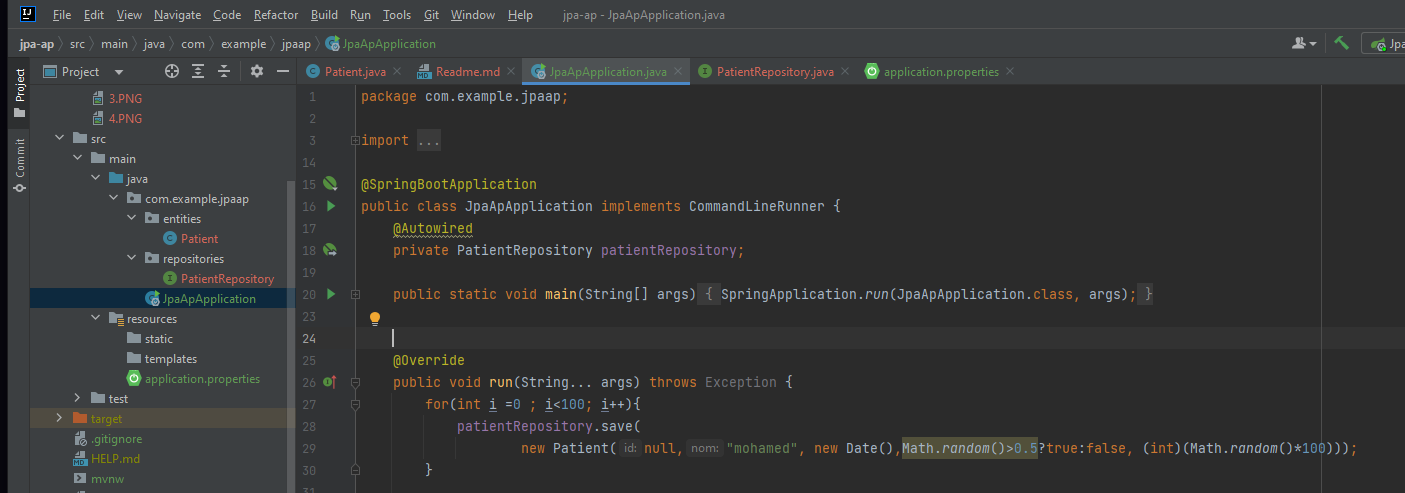 File Edit View Navigate Code Refactor Build Run Tools Git Window Help jpa-ap - JpaApApplication.java
jpa-ap src main java com example jpaap JpaApApplication
Project
Patient.java Readme.md JpaApApplication.java PatientRepository.java application.properties
Project
Commit
3.PNG
4.PNG
src
main
java
com.example.jpaap
entities
Patient
repositories
PatientRepository
JpaApApplication
resources
static
templates
application.properties
test
target
.gitignore
HELP.md
mvnw
1 package com.example.jpaap;
2
3 import ...
14
15 @SpringBootApplication
16 public class JpaApApplication implements CommandLineRunner {
17 @Autowired
18 private PatientRepository patientRepository;
19
20 public static void main(String[] args) { SpringApplication.run(JpaApApplication.class, args); }
23
24
25 @Override
26 public void run(String... args) throws Exception {
27 for(int i =0 ; i<100; i++){
28 patientRepository.save(
29 new Patient( id: null, nom: "mohamed", new Date(),Math.random()>0.5?true:false, (int)(Math.random()*100)));
30 }